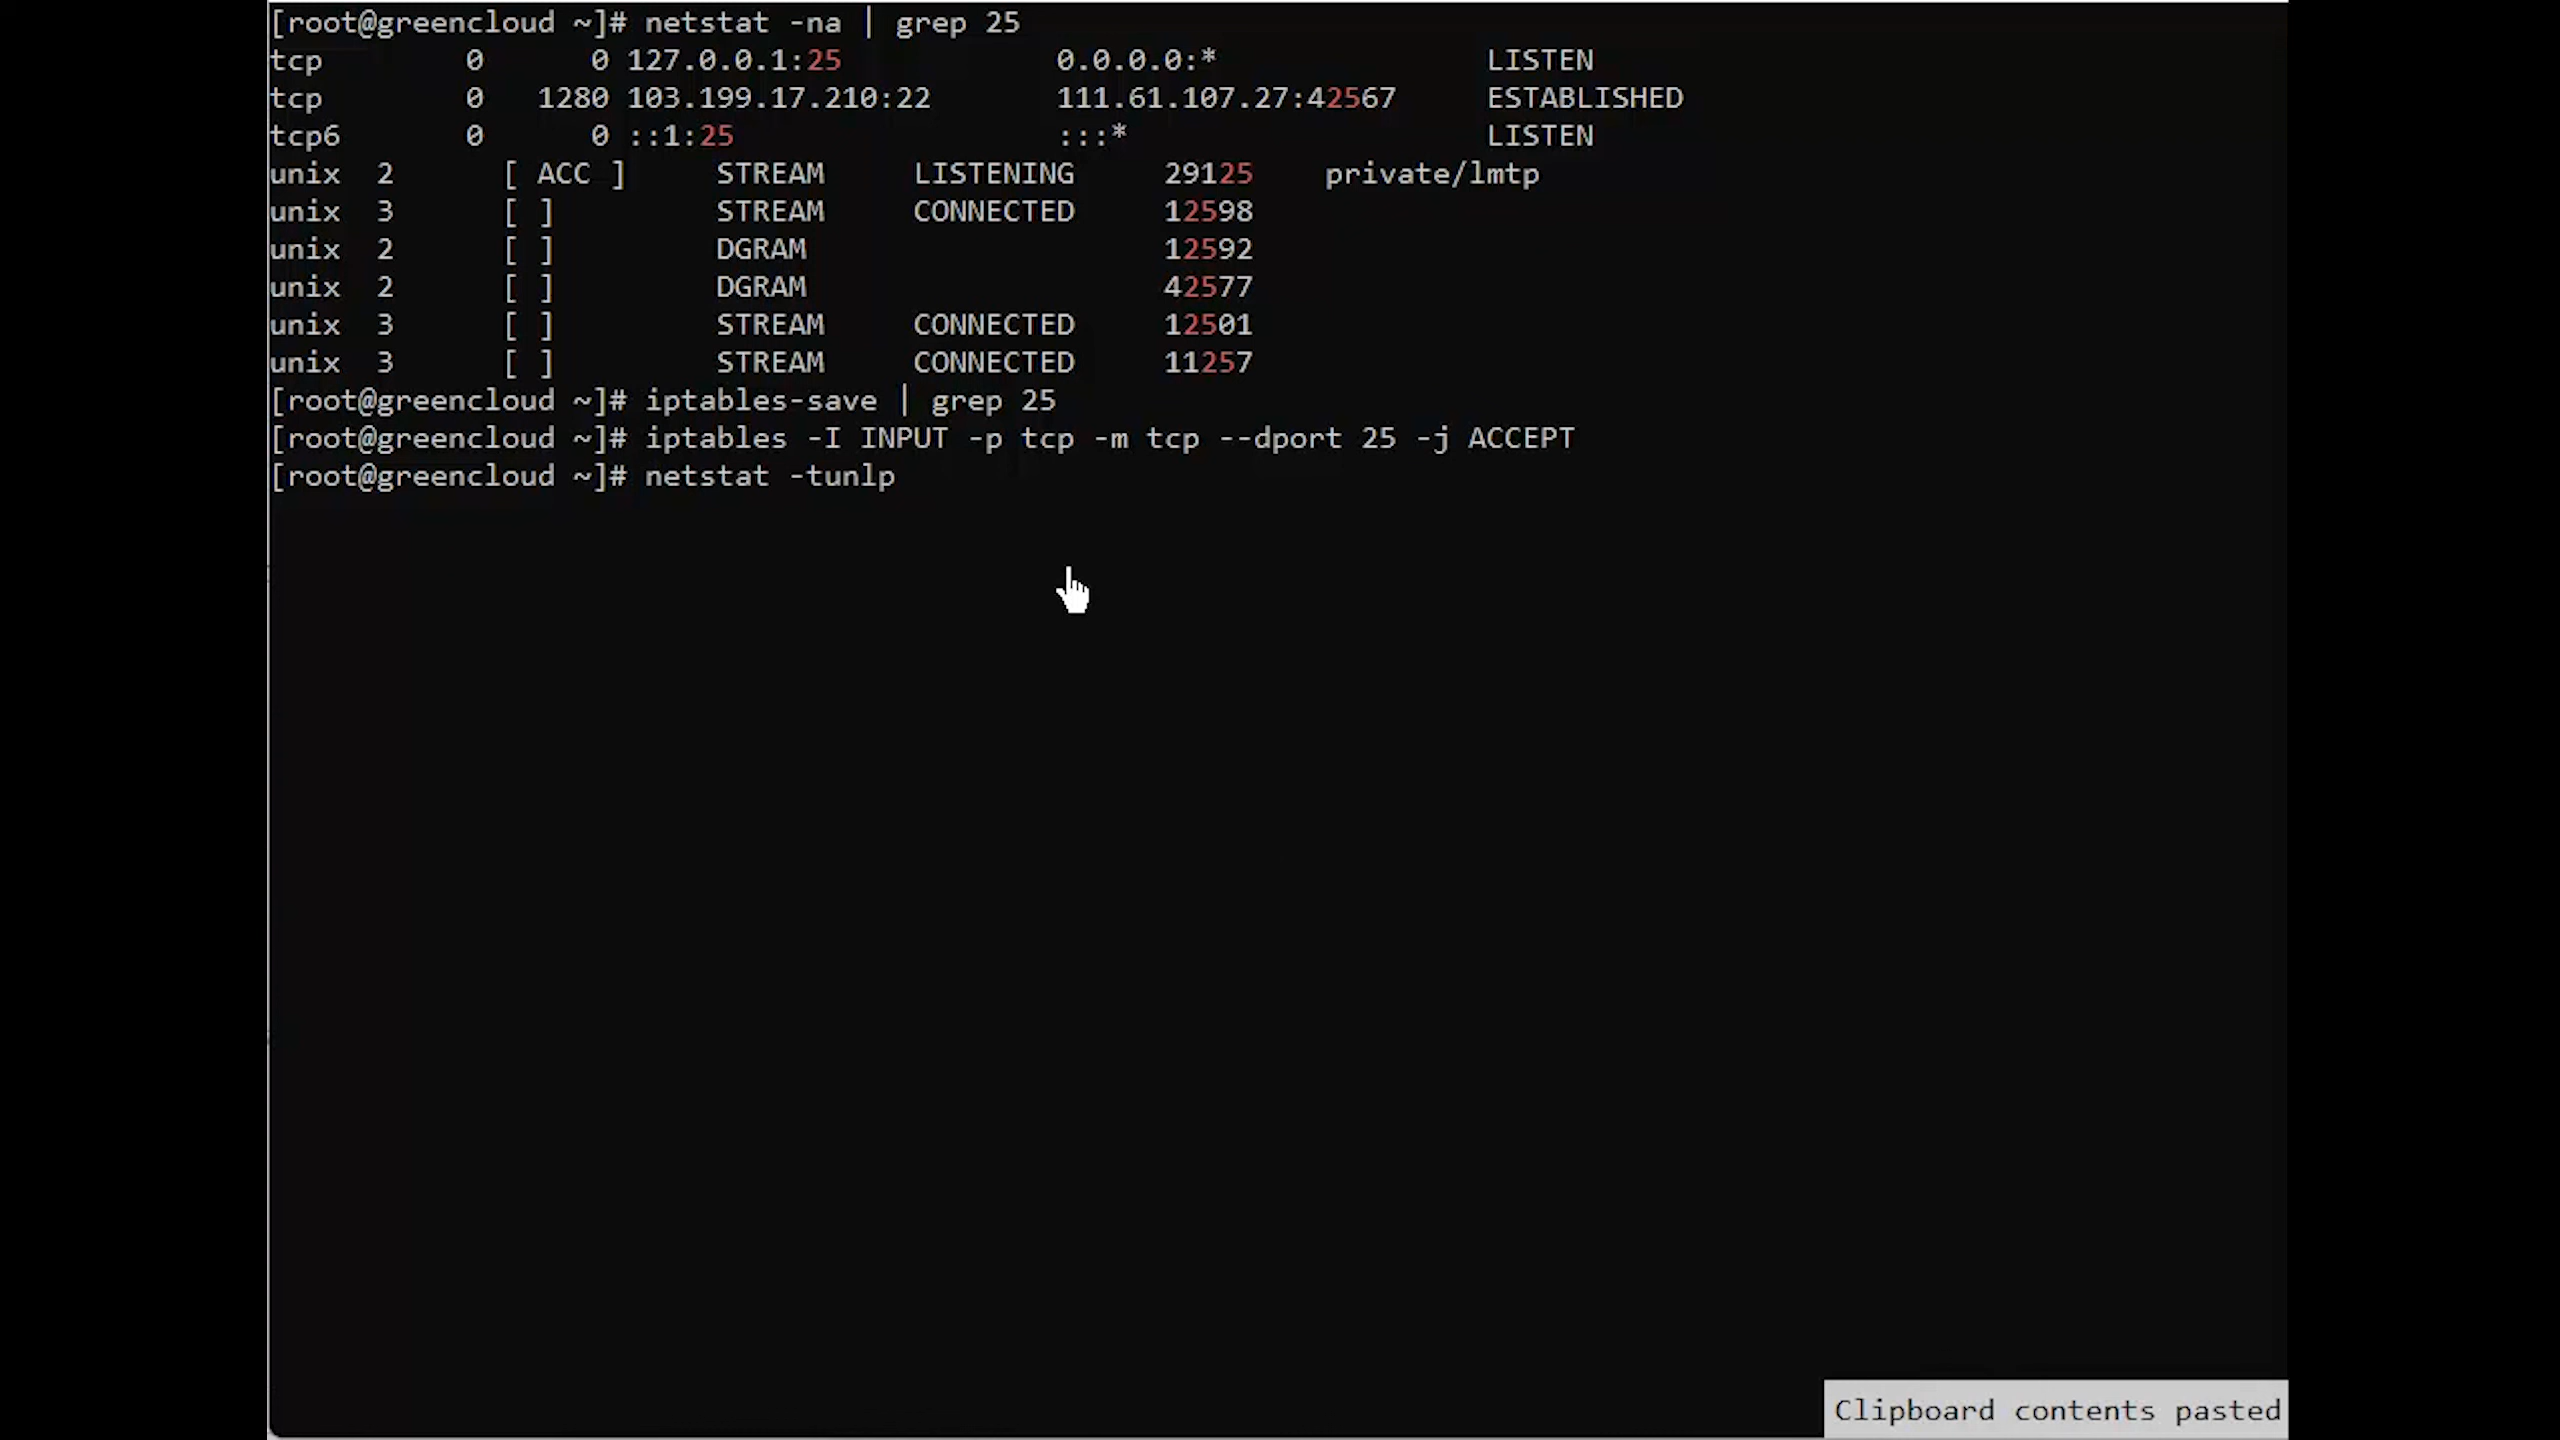 [root@greencloud ~]# netstat -na | grep 25
tcp        0      0 127.0.0.1:25            0.0.0.0:*               LISTEN
tcp        0   1280 103.199.17.210:22       111.61.107.27:42567     ESTABLISHED
tcp6       0      0 ::1:25                  :::*                    LISTEN
unix  2      [ ACC ]     STREAM     LISTENING     29125    private/lmtp
unix  3      [ ]         STREAM     CONNECTED     12598
unix  2      [ ]         DGRAM                    12592
unix  2      [ ]         DGRAM                    42577
unix  3      [ ]         STREAM     CONNECTED     12501
unix  3      [ ]         STREAM     CONNECTED     11257
[root@greencloud ~]# iptables-save | grep 25
[root@greencloud ~]# iptables -I INPUT -p tcp -m tcp --dport 25 -j ACCEPT
[root@greencloud ~]# netstat -tunlp
Clipboard contents pasted